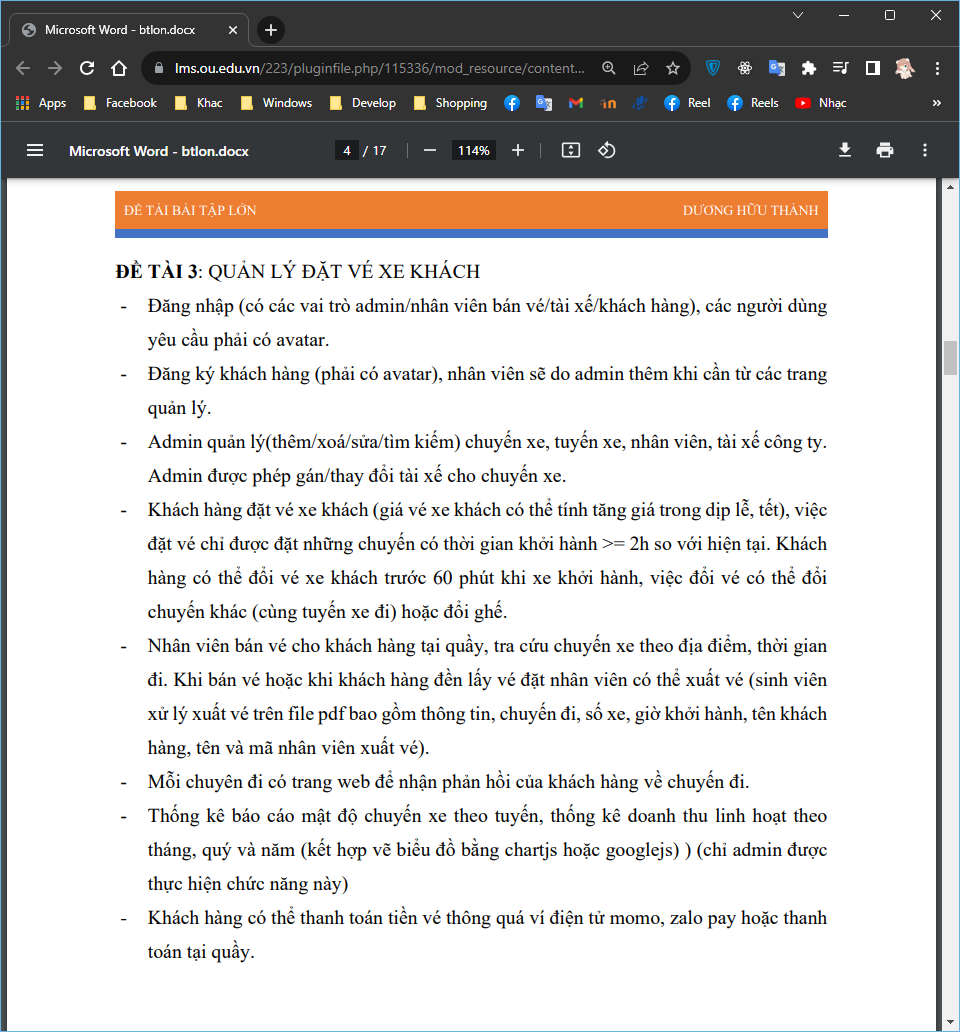 Microsoft Word - btlon.docx
lms.ou.edu.vn/223/pluginfile.php/115336/mod_resource/content...
Apps Facebook Khac Windows Develop Shopping Reel Reels Nhạc »
Microsoft Word - btlon.docx 4 / 17 114%
ĐỀ TÀI BÀI TẬP LỚN DƯƠNG HỮU THÀNH
ĐỀ TÀI 3: QUẢN LÝ ĐẶT VÉ XE KHÁCH
- Đăng nhập (có các vai trò admin/nhân viên bán vé/tài xế/khách hàng), các người dùng
yêu cầu phải có avatar.
- Đăng ký khách hàng (phải có avatar), nhân viên sẽ do admin thêm khi cần từ các trang
quản lý.
- Admin quản lý(thêm/xoá/sửa/tìm kiếm) chuyến xe, tuyến xe, nhân viên, tài xế công ty.
Admin được phép gán/thay đổi tài xế cho chuyến xe.
- Khách hàng đặt vé xe khách (giá vé xe khách có thể tính tăng giá trong dịp lễ, tết), việc
đặt vé chỉ được đặt những chuyến có thời gian khởi hành >= 2h so với hiện tại. Khách
hàng có thể đổi vé xe khách trước 60 phút khi xe khởi hành, việc đổi vé có thể đổi
chuyến khác (cùng tuyến xe đi) hoặc đổi ghế.
- Nhân viên bán vé cho khách hàng tại quầy, tra cứu chuyến xe theo địa điểm, thời gian
đi. Khi bán vé hoặc khi khách hàng đền lấy vé đặt nhân viên có thể xuất vé (sinh viên
xử lý xuất vé trên file pdf bao gồm thông tin, chuyến đi, số xe, giờ khởi hành, tên khách
hàng, tên và mã nhân viên xuất vé).
- Mỗi chuyên đi có trang web để nhận phản hồi của khách hàng về chuyến đi.
- Thống kê báo cáo mật độ chuyến xe theo tuyến, thống kê doanh thu linh hoạt theo
tháng, quý và năm (kết hợp vẽ biểu đồ bằng chartjs hoặc googlejs) ) (chỉ admin được
thực hiện chức năng này)
- Khách hàng có thể thanh toán tiền vé thông quá ví điện tử momo, zalo pay hoặc thanh
toán tại quầy.